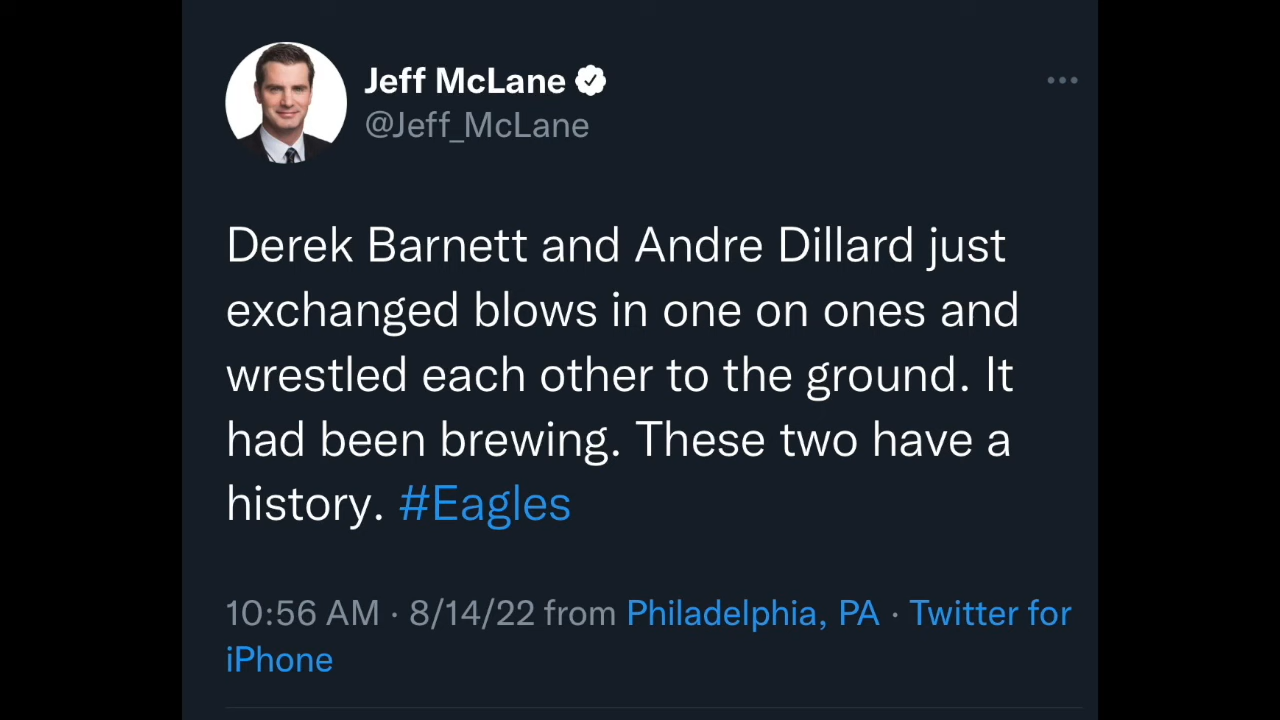 Jeff McLane
@Jeff_McLane
Derek Barnett and Andre Dillard just
exchanged blows in one on ones and
wrestled each other to the ground. It
had been brewing. These two have a
history. #Eagles
10:56 AM · 8/14/22 from Philadelphia, PA · Twitter for
iPhone